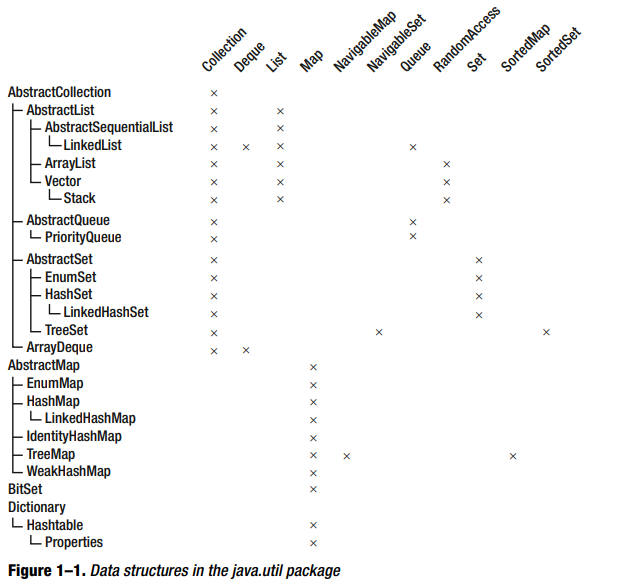 Collection Deque List Map NavigableMap NavigableSet Queue RandomAccess Set SortedMap SortedSet
AbstractCollection ×
AbstractList × ×
AbstractSequentialList × ×
LinkedList × × × ×
ArrayList × × ×
Vector × × ×
Stack × × ×
AbstractQueue × ×
PriorityQueue × ×
AbstractSet × ×
EnumSet × ×
HashSet × ×
LinkedHashSet × ×
TreeSet × × ×
ArrayDeque × ×
AbstractMap ×
EnumMap ×
HashMap ×
LinkedHashMap ×
IdentityHashMap ×
TreeMap × × ×
WeakHashMap ×
BitSet ×
Dictionary
Hashtable ×
Properties ×
Figure 1–1. Data structures in the java.util package